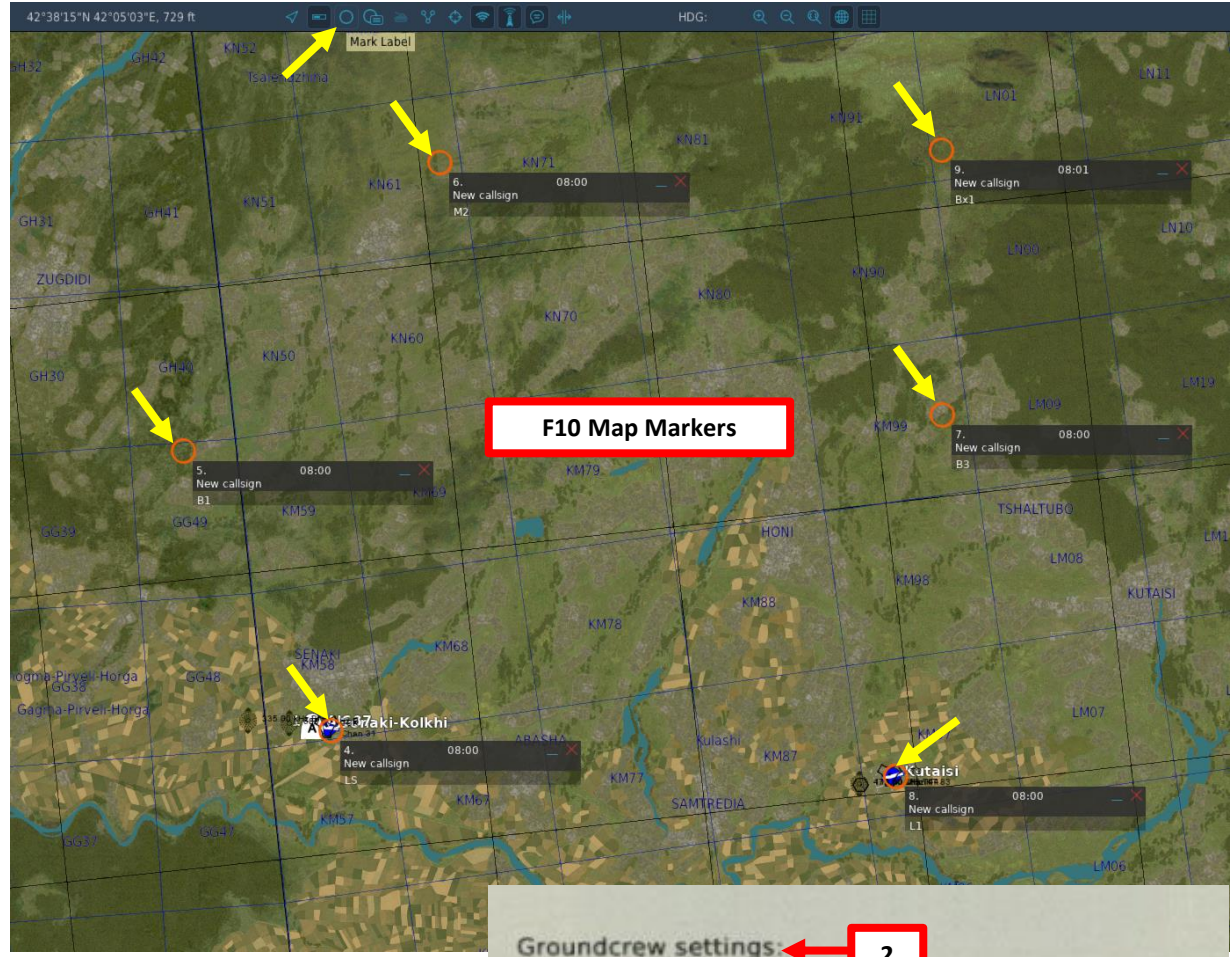 42°38'15"N 42°05'03"E, 729 ft
HDG:
Mark Label
GH42
KN52
LN11
LN01
KN91
KN81
KN71
KN61
KN51
GH41
GH31
6. 08:00
New callsign
M2
9. 08:01
New callsign
Bx1
LN10
LN00
KN90
ZUGDIDI
KN80
KN70
KN60
KN50
GH40
GH30
LM19
LM09
KM99
F10 Map Markers
7. 08:00
New callsign
B3
5. 08:00
New callsign
B1
KM79
KM69
KM59
GG49
GG39
TSHALTUBO
HONI
LM08
KM98
KUTAISI
KM88
KM78
KM68
SENAKI
KM58
GG48
GG38
Gagma-Pirveli-Horga
LM07
A
Senaki-Kolkhi
ABASHA
Kulashi
KM87
Kutaisi
4. 08:00
New callsign
LS
KM77
8. 08:00
New callsign
L1
KM67
SAMTREDIA
KM57
GG47
GG37
LM06
Groundcrew settings:
2